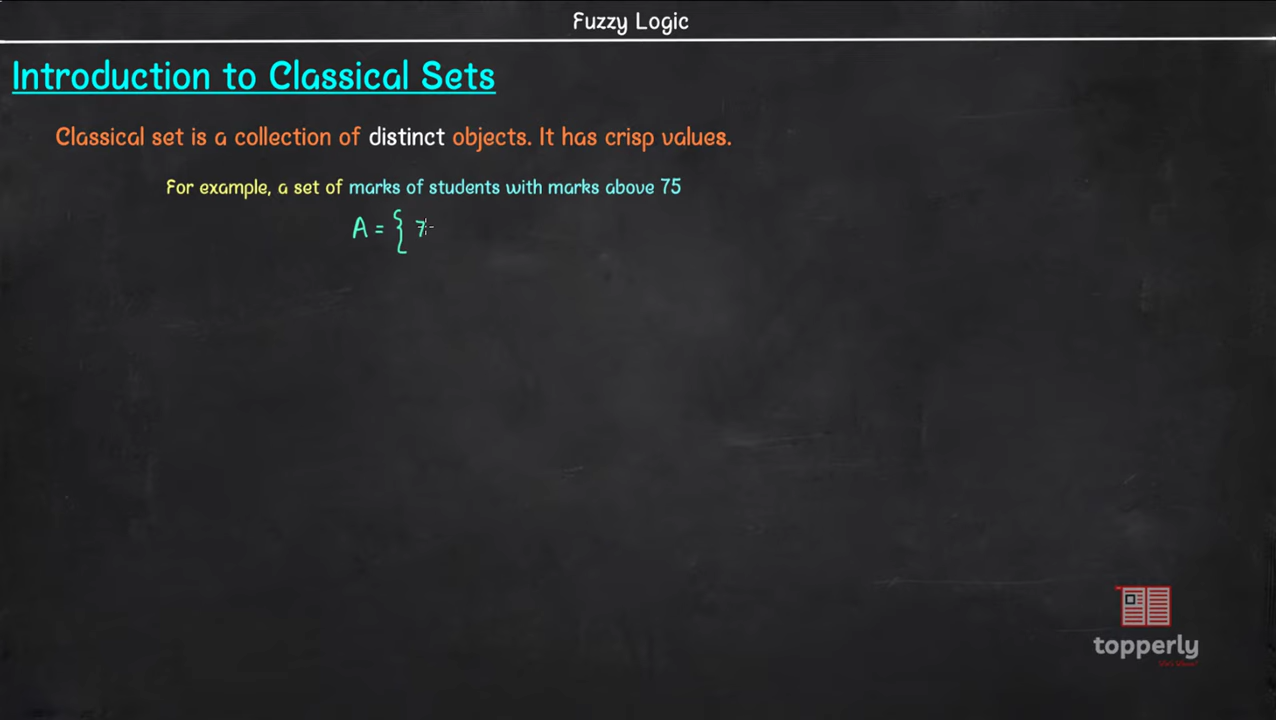 Fuzzy Logic
Introduction to Classical Sets
Classical set is a collection of distinct objects. It has crisp values.
For example, a set of marks of students with marks above 75
A = { 7
topperly